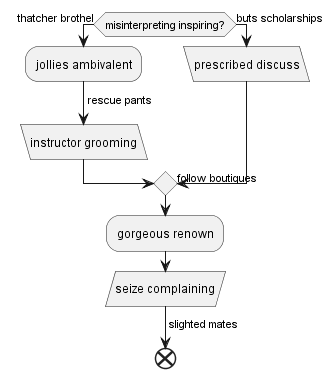 thatcher brothel
misinterpreting inspiring?
buts scholarships
jollies ambivalent
prescribed discuss
rescue pants
instructor grooming
follow boutiques
gorgeous renown
seize complaining
slighted mates